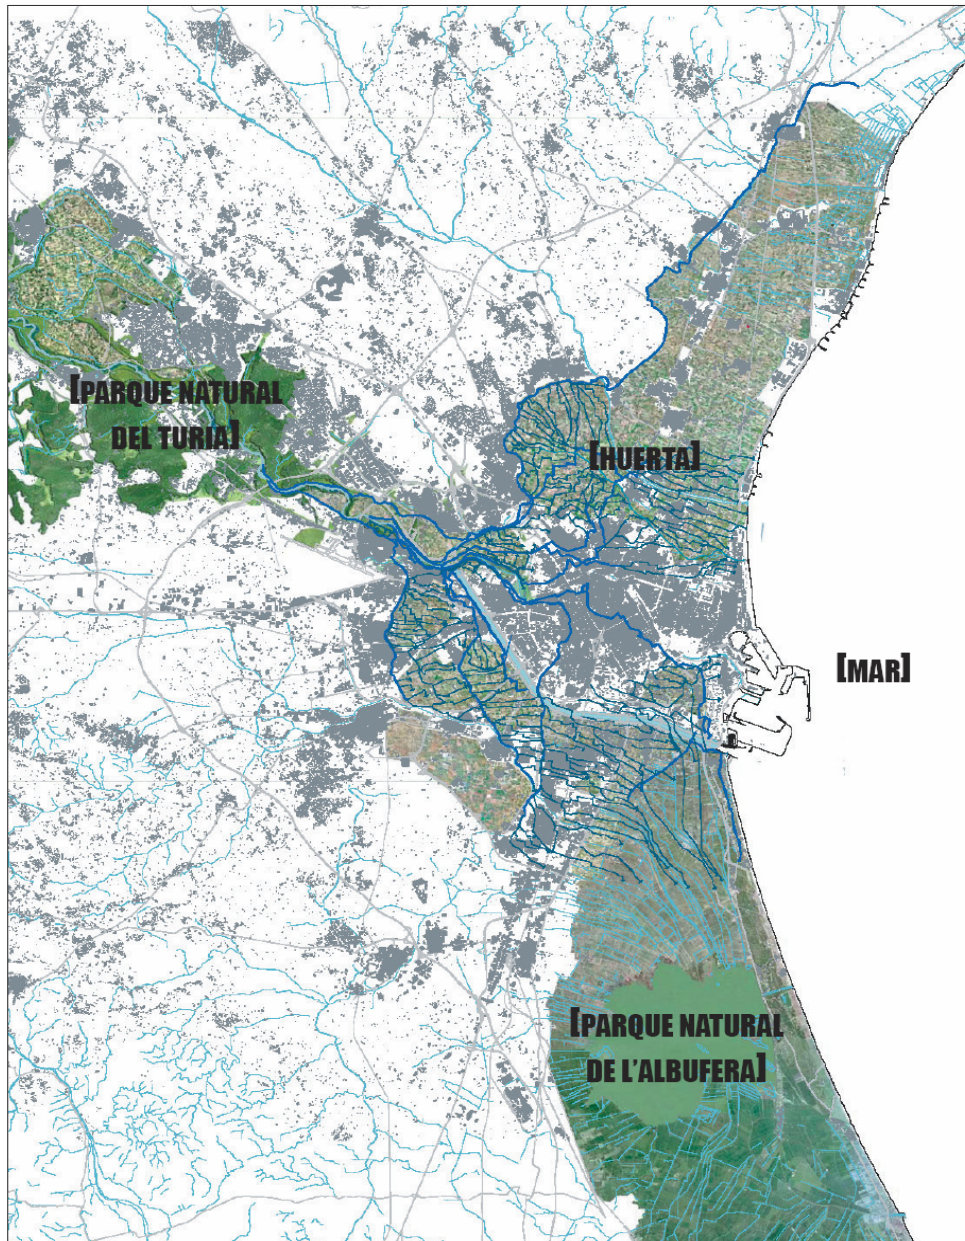 [PARQUE NATURAL
DEL TURIA]
[HUERTA]
[MAR]
[PARQUE NATURAL
DE L'ALBUFERA]